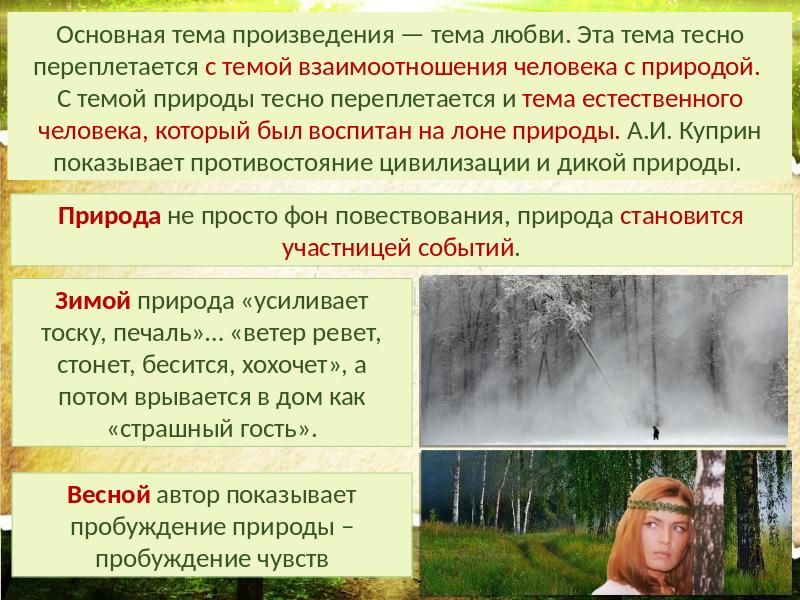 Основная тема произведения — тема любви. Эта тема тесно
переплетается с темой взаимоотношения человека с природой.
С темой природы тесно переплетается и тема естественного
человека, который был воспитан на лоне природы. А.И. Куприн
показывает противостояние цивилизации и дикой природы.
Природа не просто фон повествования, природа становится
участницей событий.
Зимой природа «усиливает
тоску, печаль»… «ветер ревет,
стонет, бесится, хохочет», а
потом врывается в дом как
«страшный гость».
Весной автор показывает
пробуждение природы –
пробуждение чувств